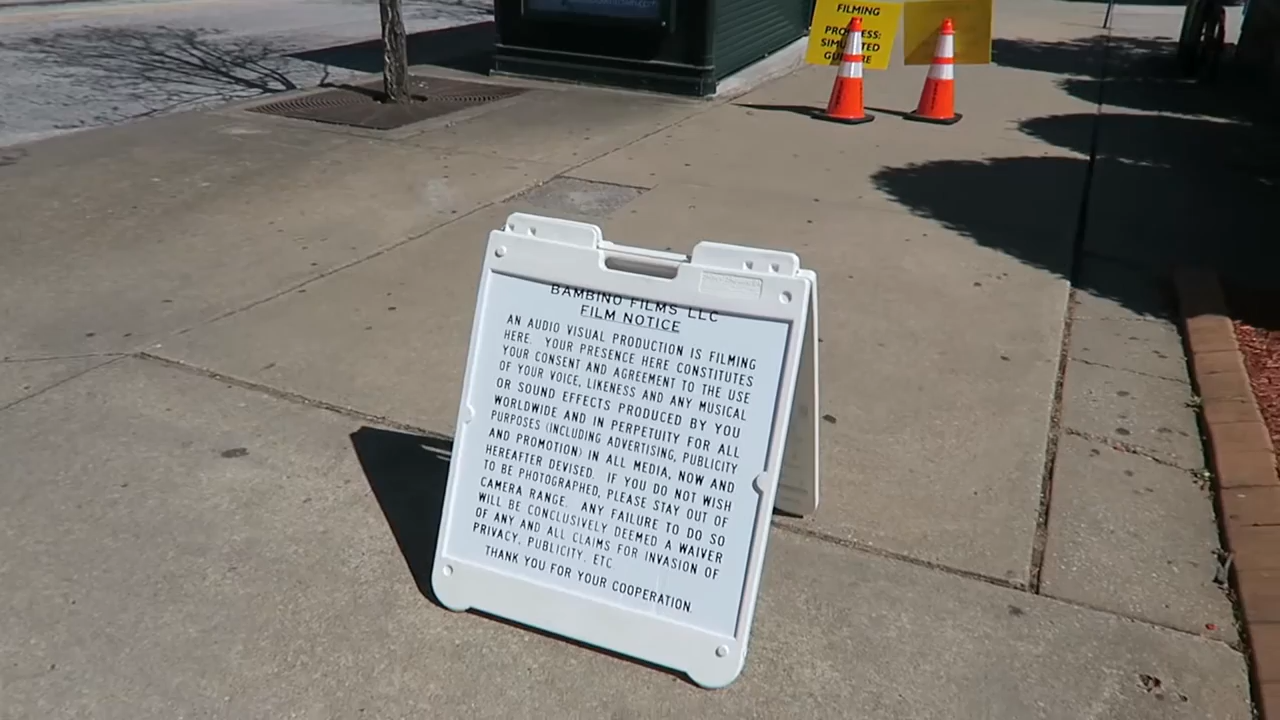 FILMING
BAMBINO FILMS LLC
FILM NOTICE
AN AUDIO VISUAL PRODUCTION IS FILMING
HERE. YOUR PRESENCE HERE CONSTITUTES
YOUR CONSENT AND AGREEMENT TO THE USE
OF YOUR VOICE, LIKENESS AND ANY MUSICAL
OR SOUND EFFECTS PRODUCED BY YOU
WORLDWIDE AND IN PERPETUITY FOR ALL
PURPOSES (INCLUDING ADVERTISING, PUBLICITY
AND PROMOTION) IN ALL MEDIA, NOW AND
HEREAFTER DEVISED. IF YOU DO NOT WISH
TO BE PHOTOGRAPHED, PLEASE STAY OUT OF
CAMERA RANGE. ANY FAILURE TO DO SO
WILL BE CONCLUSIVELY DEEMED A WAIVER
OF ANY AND ALL CLAIMS FOR INVASION OF
PRIVACY, PUBLICITY, ETC
THANK YOU FOR YOUR COOPERATION.